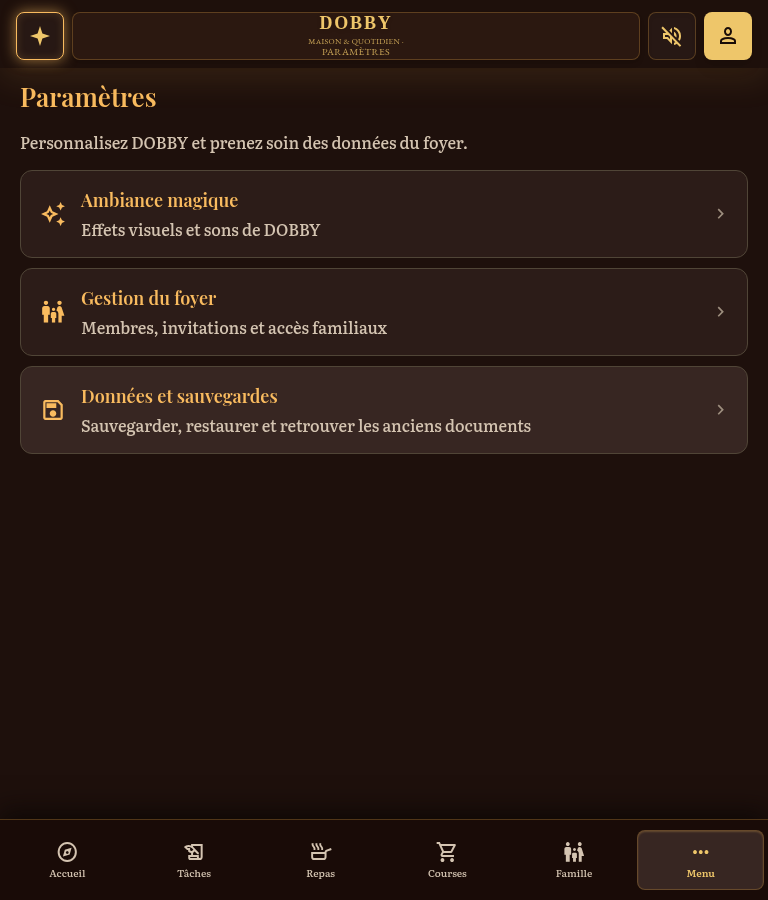 DOBBY
MAISON & QUOTIDIEN ·
PARAMÈTRES
Paramètres
Personnalisez DOBBY et prenez soin des données du foyer.
Ambiance magique
Effets visuels et sons de DOBBY
Gestion du foyer
Membres, invitations et accès familiaux
Données et sauvegardes
Sauvegarder, restaurer et retrouver les anciens documents
Accueil
Tâches
Repas
Courses
Famille
Menu